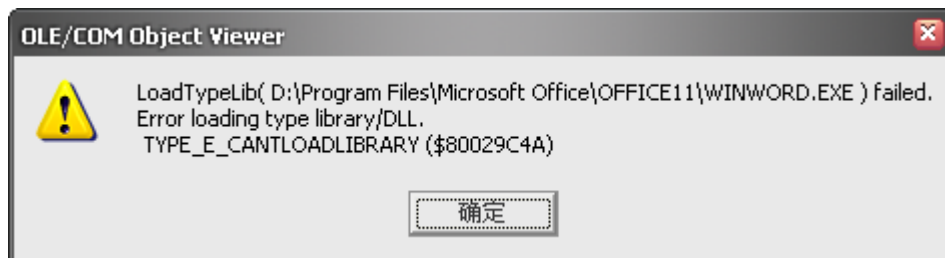 OLE/COM Object Viewer
LoadTypeLib( D:\Program Files\Microsoft Office\OFFICE11\WINWORD.EXE ) failed.
Error loading type library/DLL.
TYPE_E_CANTLOADLIBRARY ($80029C4A)
确定